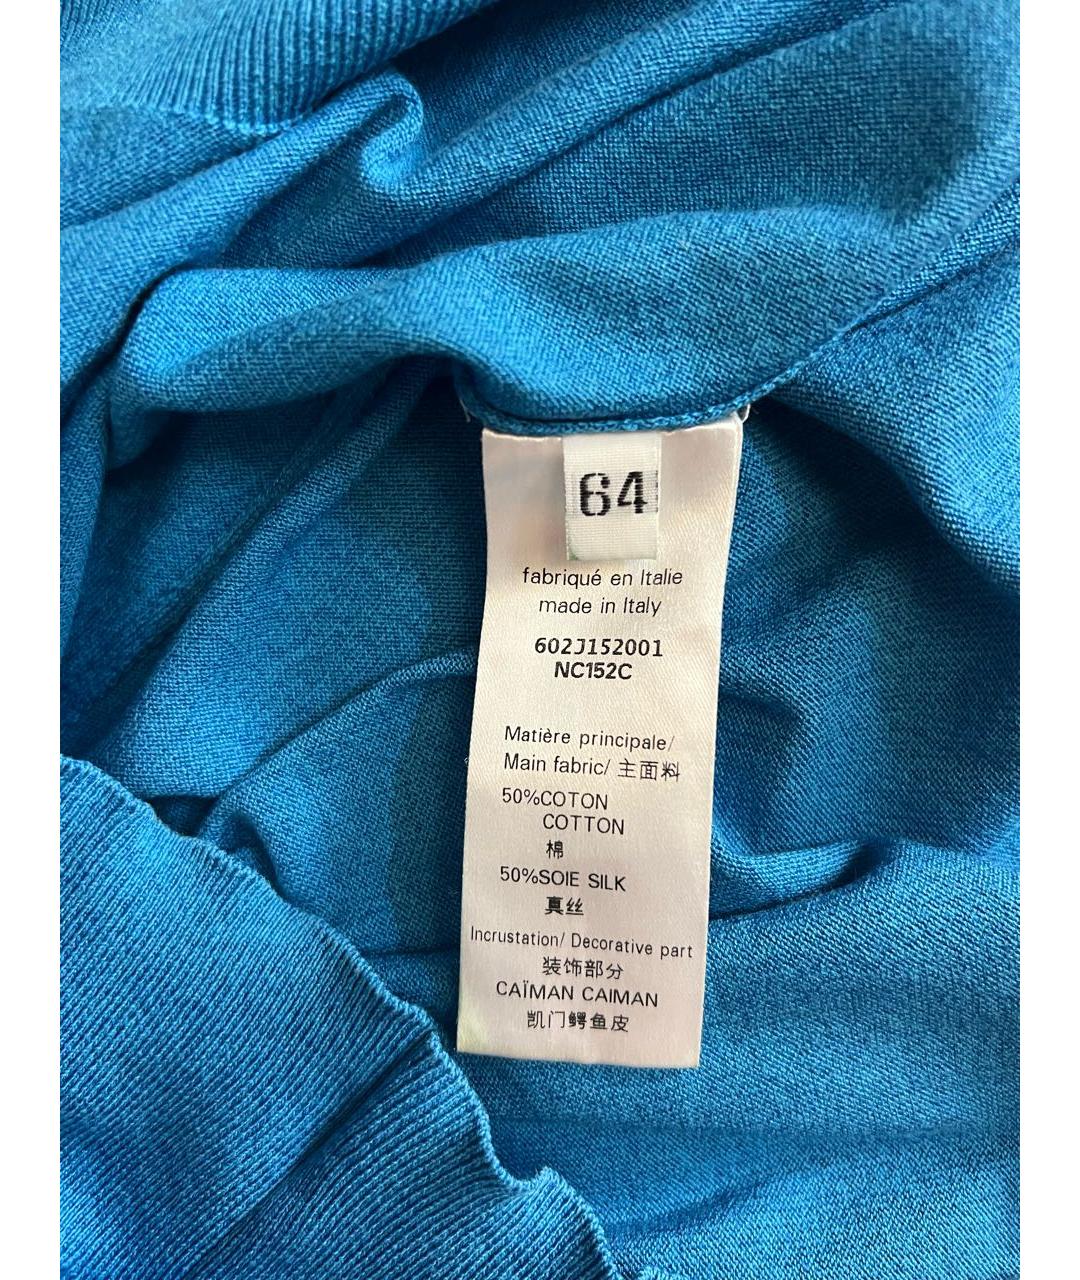 64
fabriqué en Italie
made in Italy
602J152001
NC152C
Matière principale/
Main fabric/ 主面料
50%COTON
COTTON
棉
50%SOIE SILK
真丝
Incrustation/ Decorative part
装饰部分
CAÏMAN CAIMAN
凯门鳄鱼皮